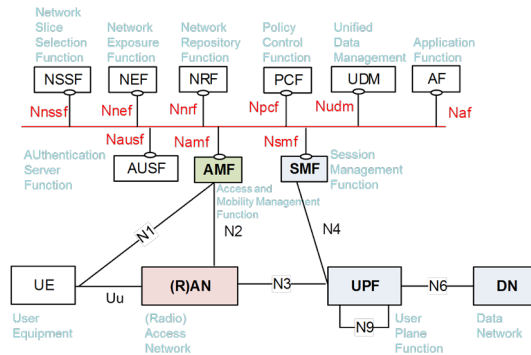 Network
Slice
Selection
Function
Network
Exposure
Function
Network
Repository
Function
Policy
Control
Function
Unified
Data
Management
Application
Function
NSSF
NEF
NRF
PCF
UDM
AF
Nnssf
Nnef
Nnrf
Npcf
Nudm
Naf
Nausf
Namf
Nsmf
AUthentication
Server
Function
AUSF
AMF
SMF
Session
Management
Function
Access and
Mobility Management
Function
N1
N2
N4
UE
Uu
(R)AN
N3
UPF
N6
DN
N9
User
Equipment
(Radio)
Access
Network
User
Plane
Function
Data
Network